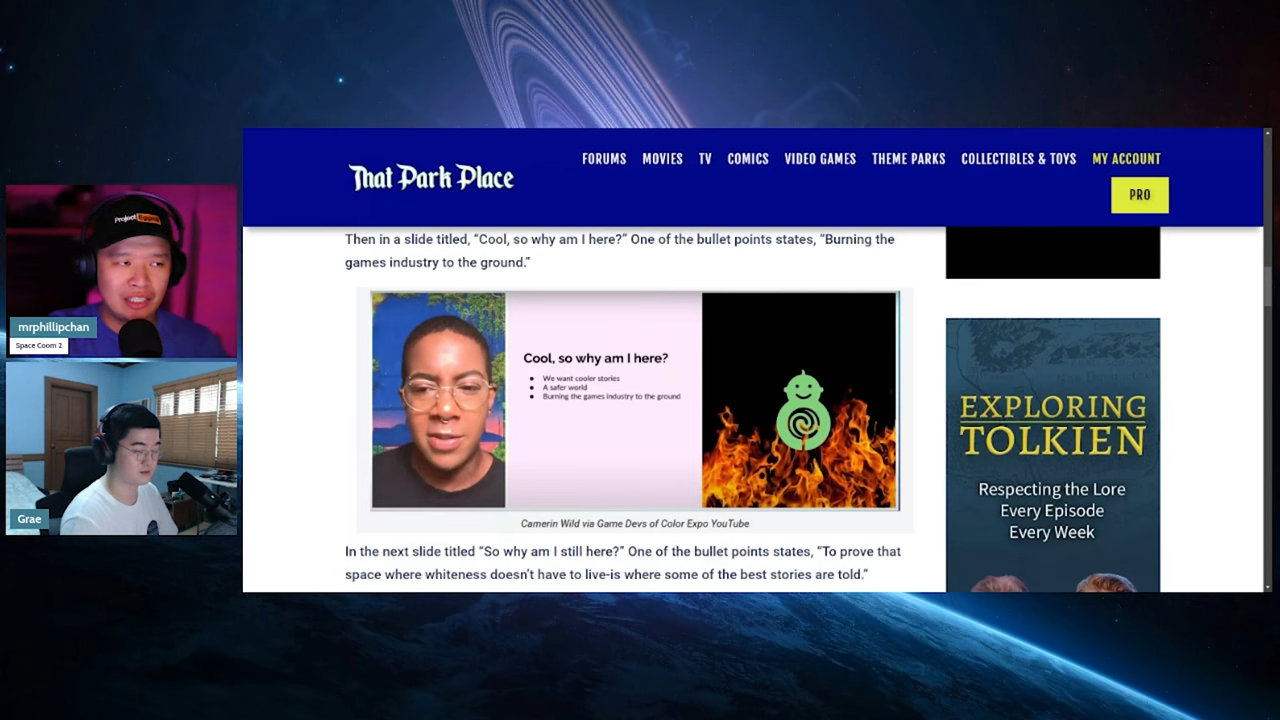 That Park Place
FORUMS MOVIES TV COMICS VIDEO GAMES THEME PARKS COLLECTIBLES & TOYS MY ACCOUNT
PRO
Then in a slide titled, “Cool, so why am I here?” One of the bullet points states, “Burning the
games industry to the ground.”
Cool, so why am I here?
• We want cooler stories
• A safer world
• Burning the games industry to the ground
Camerin Wild via Game Devs of Color Expo YouTube
In the next slide titled “So why am I still here?” One of the bullet points states, “To prove that
space where whiteness doesn’t have to live-is where some of the best stories are told.”
EXPLORING
TOLKIEN
Respecting the Lore
Every Episode
Every Week
Project Egg
mrphillipchan
Space Coom 2
Grae